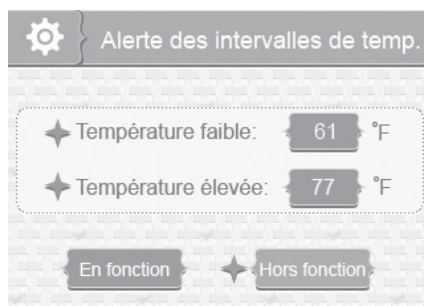 Alerte des intervalles de temp.
Température faible: 61 °F
Température élevée: 77 °F
En fonction Hors fonction